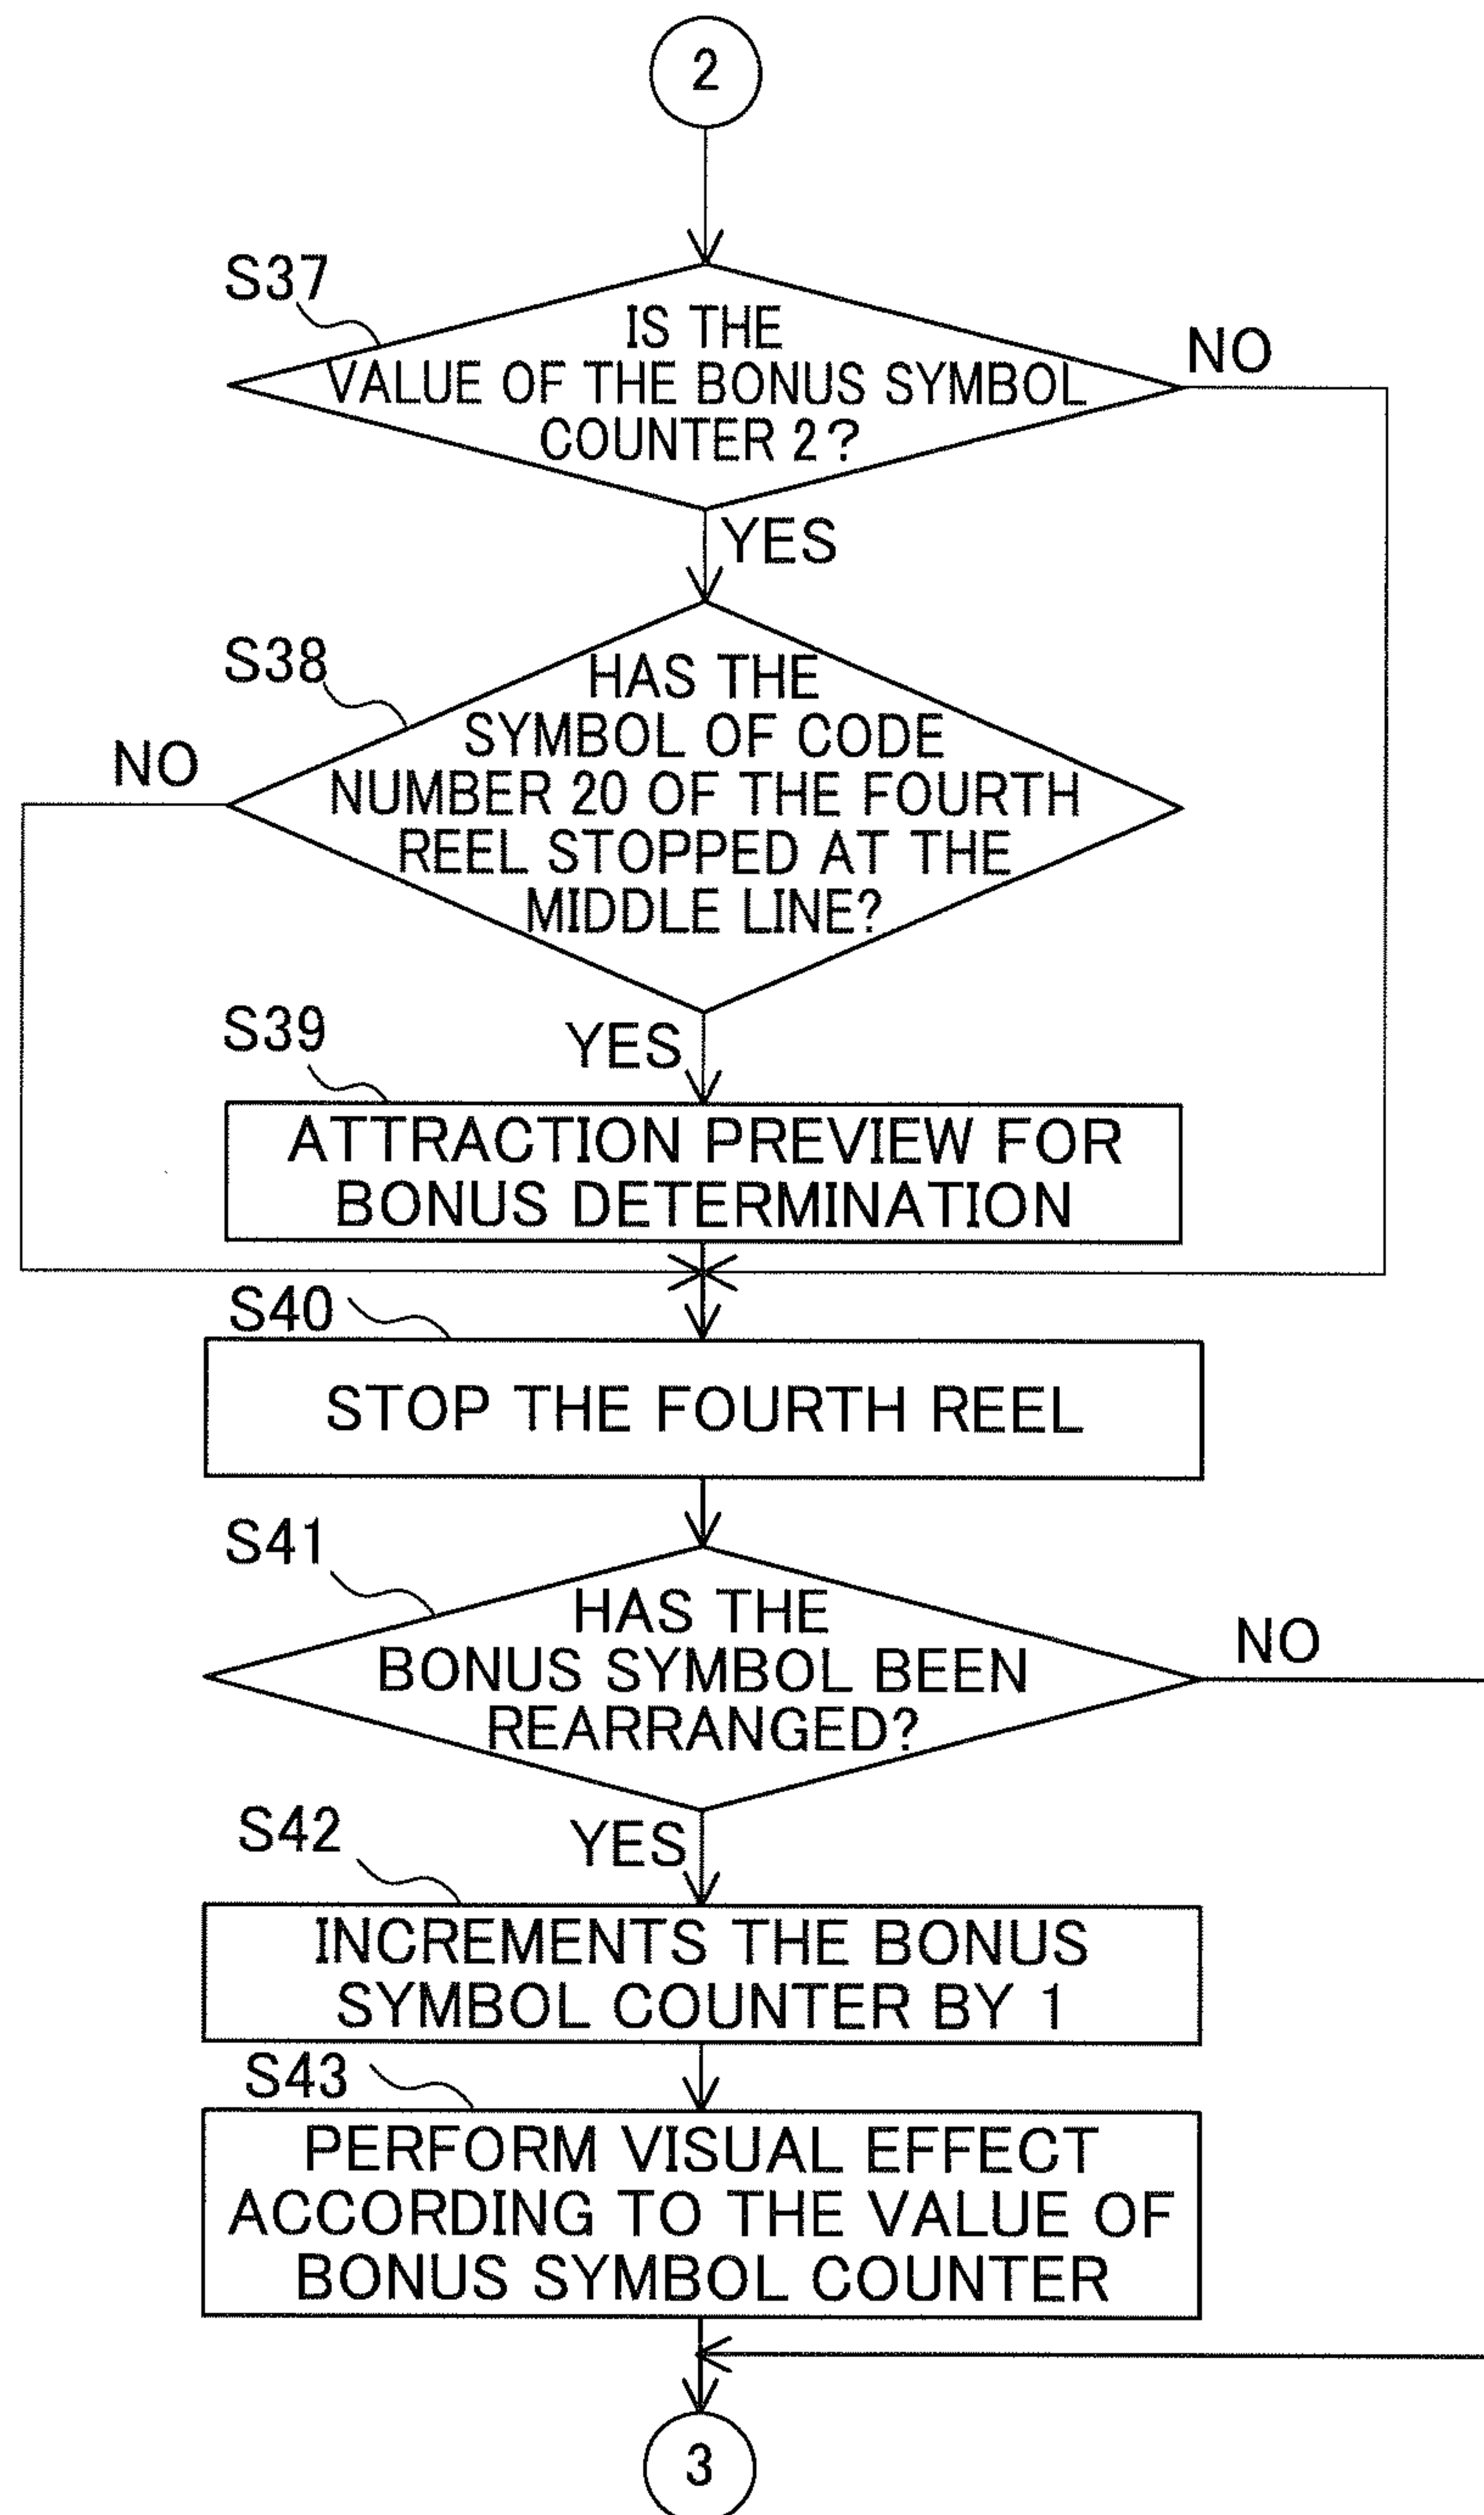 2
S37
IS THE
VALUE OF THE BONUS SYMBOL
COUNTER 2?
NO
YES
S38
HAS THE
SYMBOL OF CODE
NUMBER 20 OF THE FOURTH
REEL STOPPED AT THE
MIDDLE LINE?
NO
YES
S39
ATTRACTION PREVIEW FOR
BONUS DETERMINATION
S40
STOP THE FOURTH REEL
S41
HAS THE
BONUS SYMBOL BEEN
REARRANGED?
NO
YES
S42
INCREMENTS THE BONUS
SYMBOL COUNTER BY 1
S43
PERFORM VISUAL EFFECT
ACCORDING TO THE VALUE OF
BONUS SYMBOL COUNTER
3